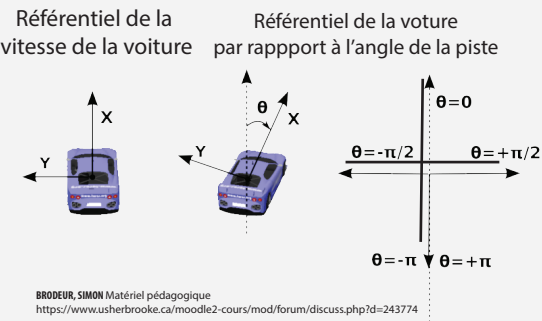 Référentiel de la
vitesse de la voiture
Référentiel de la voture
par rappport à l'angle de la piste
X
Y
θ
X
Y
θ=0
θ=-π/2
θ=+π/2
θ=-π
θ=+π
BRODEUR, SIMON Matériel pédagogique
https://www.usherbrooke.ca/moodle2-cours/mod/forum/discuss.php?d=243774